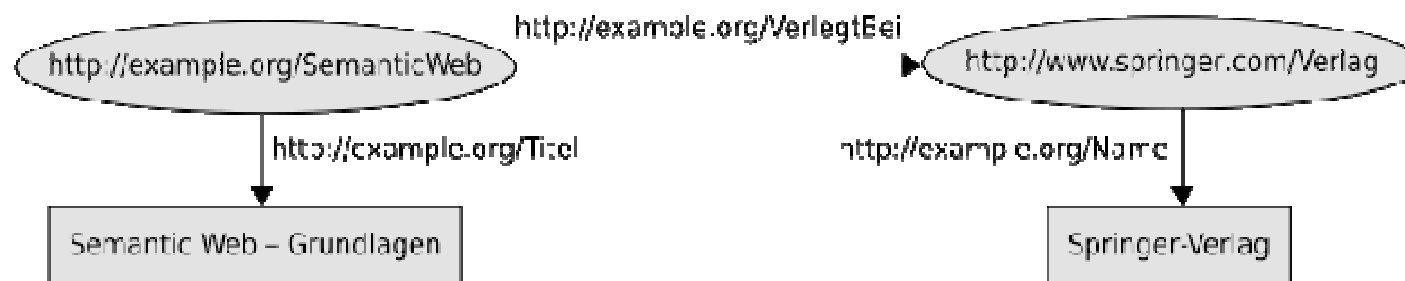 http://example.org/VerlegtBei
http://example.org/SemanticWeb
http://www.springer.com/Verlag
http://example.org/Titel
http://example.org/Name
Semantic Web – Grundlagen
Springer-Verlag